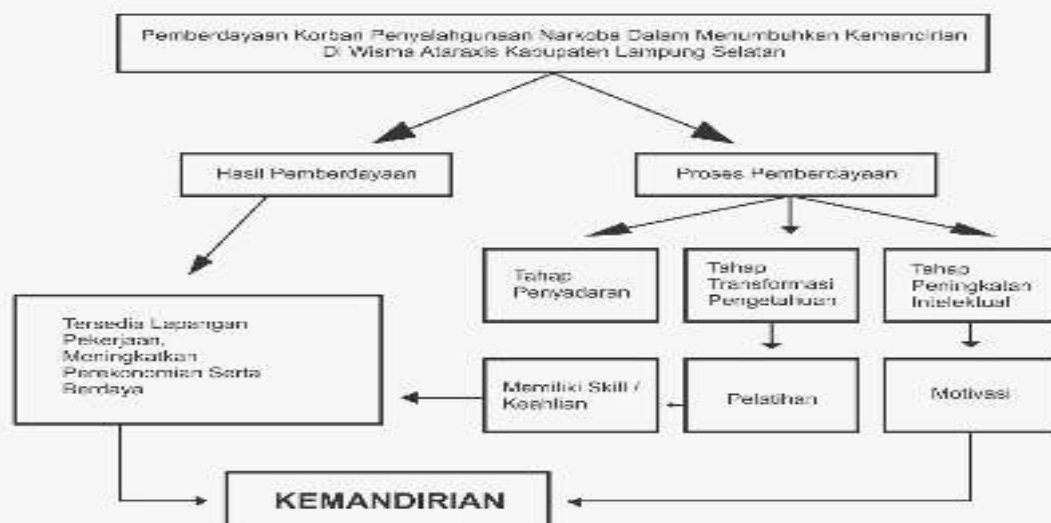 Pemberdayaan Korban Penyalahgunaan Narkoba Dalam Menumbuhkan Kemandirian
Di Wisma Ataraxis Kabupaten Lampung Selatan
Hasil Pemberdayaan
Proses Pemberdayaan
Tahap
Penyadaran
Tahap
Transformasi
Pengetahuan
Tahap
Peningkatan
Intelektual
Tersedia Lapangan
Pekerjaan,
Meningkatkan
Perekonomian Serta
Berdaya
Memiliki Skill /
Keahlian
Pelatihan
Motivasi
KEMANDIRIAN